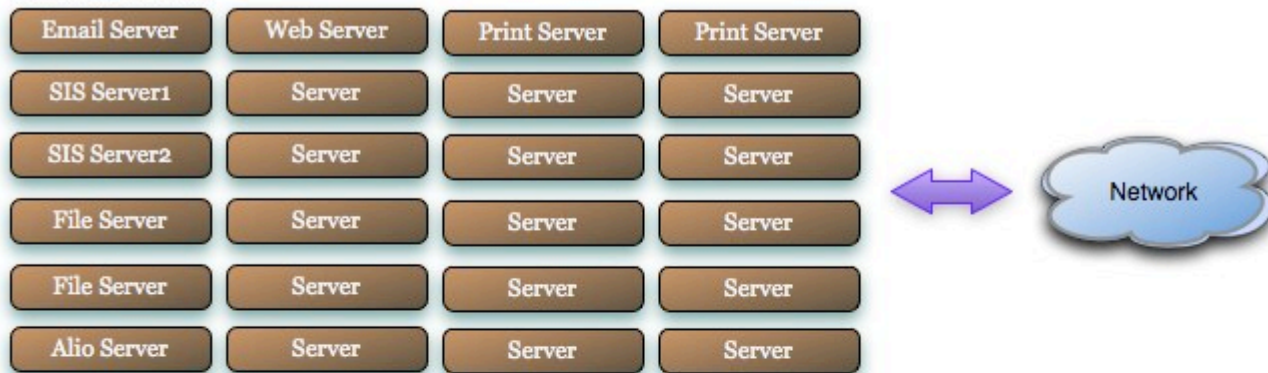 Email Server Web Server Print Server Print Server
SIS Server1 Server Server Server
SIS Server2 Server Server Server
File Server Server Server Server
Network
File Server Server Server Server
Alio Server Server Server Server